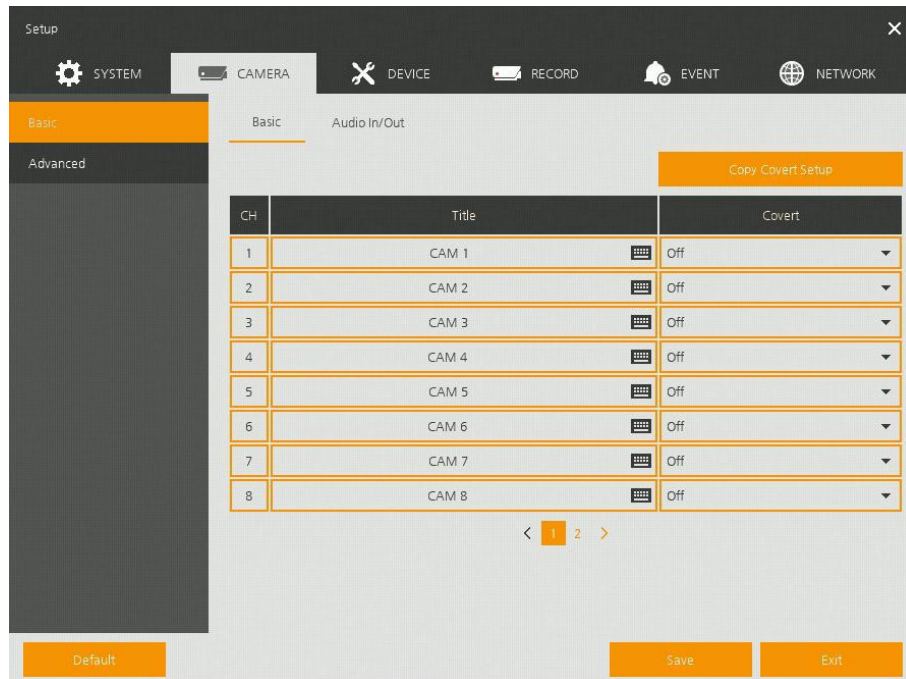 Setup
SYSTEM CAMERA DEVICE RECORD EVENT NETWORK
Basic
Advanced
Basic Audio In/Out
Copy Covert Setup
CH Title Covert
1 CAM 1 Off
2 CAM 2 Off
3 CAM 3 Off
4 CAM 4 Off
5 CAM 5 Off
6 CAM 6 Off
7 CAM 7 Off
8 CAM 8 Off
1 2
Default Save Exit